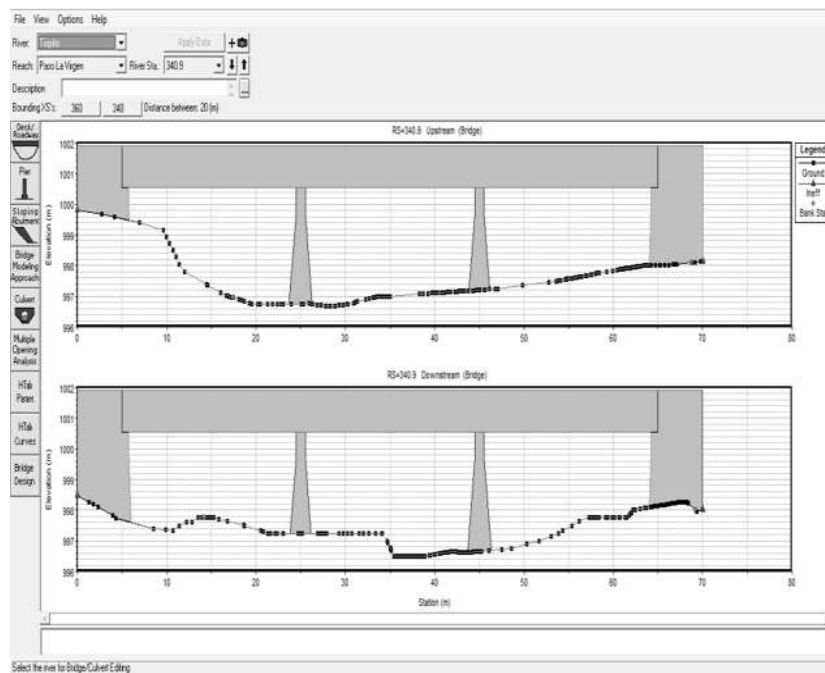 File View Options Help
River: Apply Data +
Reach: Paso La Virgen River Sta.: 340.9
Description ...
Bounding XS's: 360 340 Distance between: 20 (m)
Deck/
Roadway
Pier
Sloping
Abutment
Bridge
Modeling
Approach
Culvert
Multiple
Opening
Analysis
HTab
Param.
HTab
Curves
Bridge
Design
RS=340.9 Upstream (Bridge)
Elevation (m)
1002
1001
1000
999
998
997
996
0 10 20 30 40 50 60 70 80
Legend
Ground
Ineff
Bank Sta
RS=340.9 Downstream (Bridge)
Elevation (m)
1002
1001
1000
999
998
997
996
0 10 20 30 40 50 60 70 80
Station (m)
Select the river for Bridge/Culvert Editing